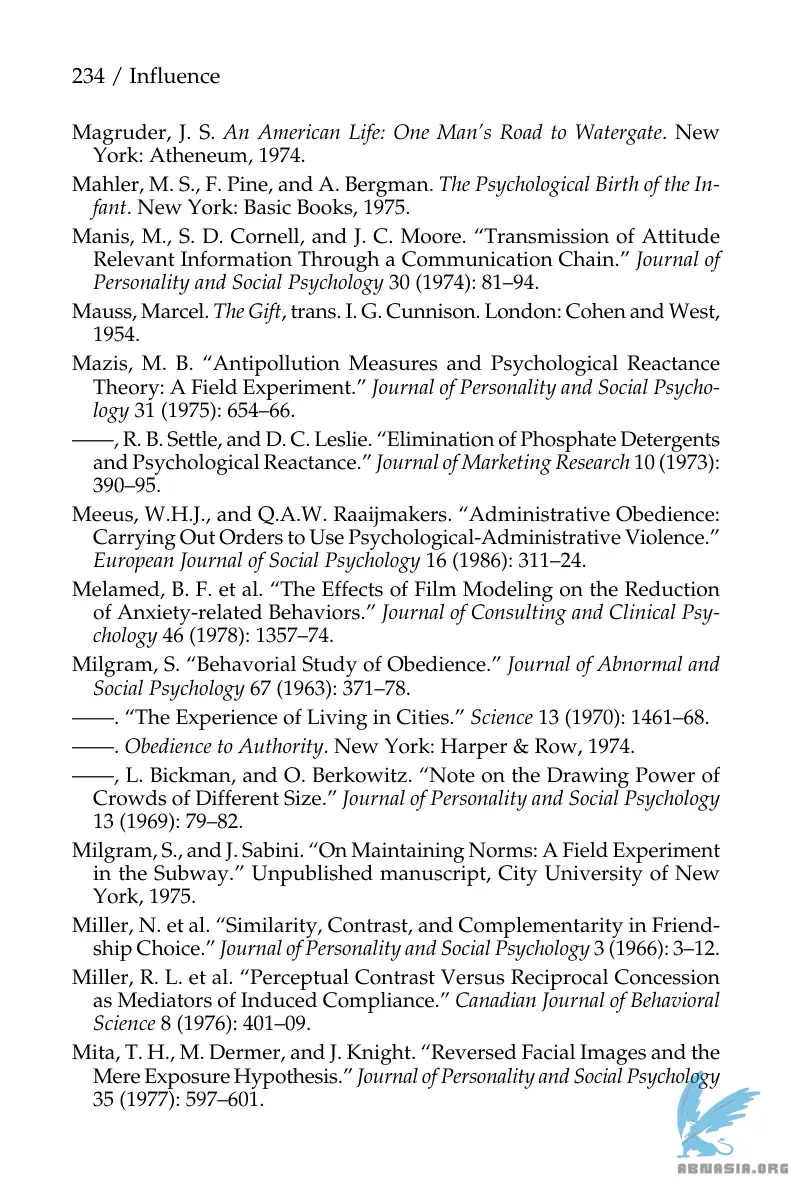 234 / Influence
Magruder, J. S. An American Life: One Man's Road to Watergate. New
York: Atheneum, 1974.
Mahler, M. S., F. Pine, and A. Bergman. The Psychological Birth of the In-
fant. New York: Basic Books, 1975.
Manis, M., S. D. Cornell, and J. C. Moore. “Transmission of Attitude
Relevant Information Through a Communication Chain.” Journal of
Personality and Social Psychology 30 (1974): 81–94.
Mauss, Marcel. The Gift, trans. I. G. Cunnison. London: Cohen and West,
1954.
Mazis, M. B. “Antipollution Measures and Psychological Reactance
Theory: A Field Experiment.” Journal of Personality and Social Psycho-
logy 31 (1975): 654–66.
——, R. B. Settle, and D. C. Leslie. “Elimination of Phosphate Detergents
and Psychological Reactance.” Journal of Marketing Research 10 (1973):
390–95.
Meeus, W.H.J., and Q.A.W. Raaijmakers. “Administrative Obedience:
Carrying Out Orders to Use Psychological-Administrative Violence.”
European Journal of Social Psychology 16 (1986): 311–24.
Melamed, B. F. et al. “The Effects of Film Modeling on the Reduction
of Anxiety-related Behaviors.” Journal of Consulting and Clinical Psy-
chology 46 (1978): 1357–74.
Milgram, S. “Behavorial Study of Obedience.” Journal of Abnormal and
Social Psychology 67 (1963): 371–78.
——. “The Experience of Living in Cities.” Science 13 (1970): 1461–68.
——. Obedience to Authority. New York: Harper & Row, 1974.
——, L. Bickman, and O. Berkowitz. “Note on the Drawing Power of
Crowds of Different Size.” Journal of Personality and Social Psychology
13 (1969): 79–82.
Milgram, S., and J. Sabini. “On Maintaining Norms: A Field Experiment
in the Subway.” Unpublished manuscript, City University of New
York, 1975.
Miller, N. et al. “Similarity, Contrast, and Complementarity in Friend-
ship Choice.” Journal of Personality and Social Psychology 3 (1966): 3–12.
Miller, R. L. et al. “Perceptual Contrast Versus Reciprocal Concession
as Mediators of Induced Compliance.” Canadian Journal of Behavioral
Science 8 (1976): 401–09.
Mita, T. H., M. Dermer, and J. Knight. “Reversed Facial Images and the
Mere Exposure Hypothesis.” Journal of Personality and Social Psychology
35 (1977): 597–601.
ABNASIA.ORG